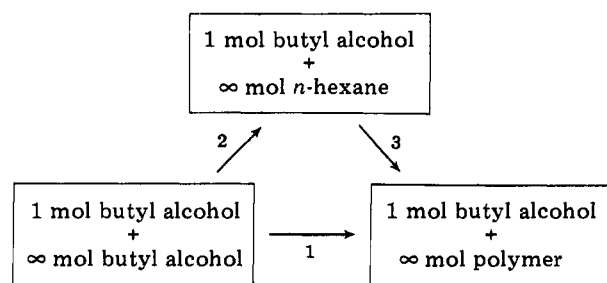 1 mol butyl alcohol
+
∞ mol n-hexane
2
3
1 mol butyl alcohol
+
∞ mol butyl alcohol
1
1 mol butyl alcohol
+
∞ mol polymer